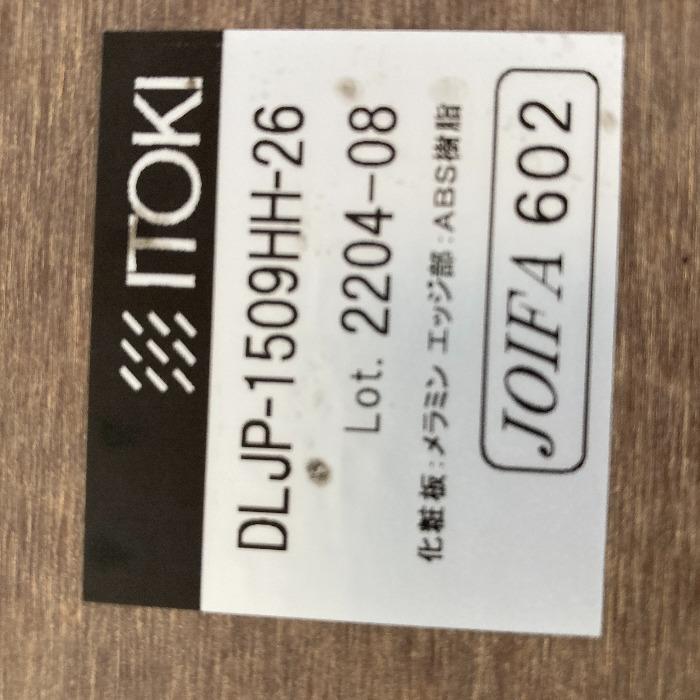 ITOKI
DLJP-1509HH-26
Lot. 2204-08
化粧板:メラミン エッジ部:ABS樹脂
JOIFA 602